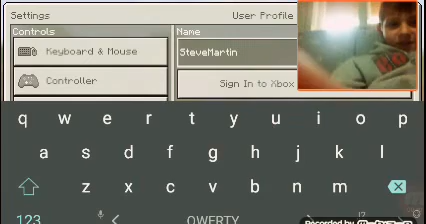 Settings
User Profile
Controls
Name
Keyboard & Mouse
SteveMartin
Controller
Sign In to Xbox
q w e r t y u i o p
a s d f g h j k l
z x c v b n m
123
QWERTY
Recorded by